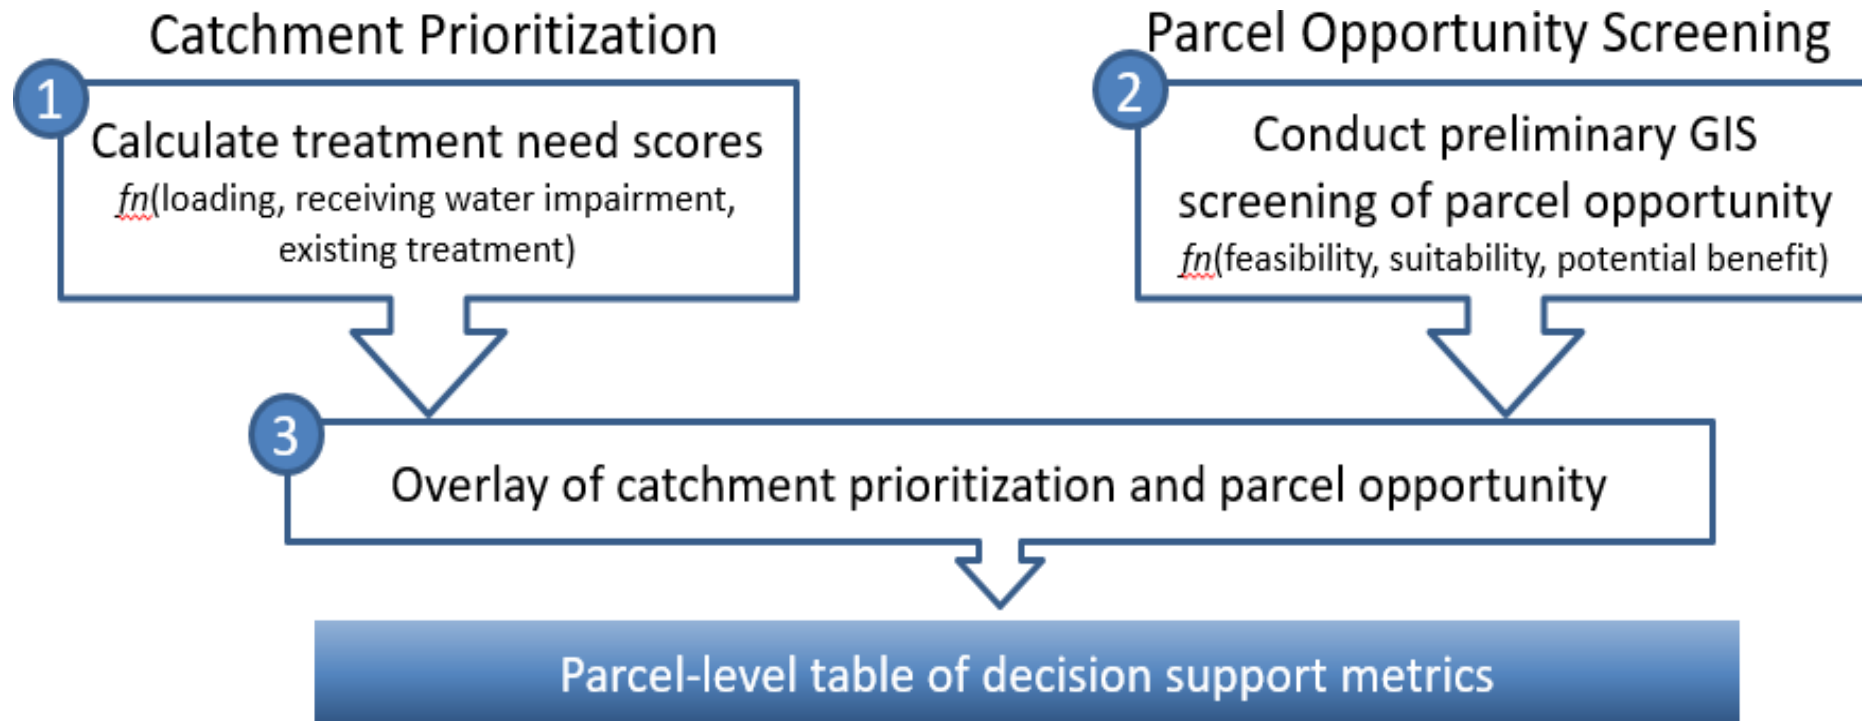 Catchment Prioritization
1
Calculate treatment need scores
fn(loading, receiving water impairment,
existing treatment)
Parcel Opportunity Screening
2
Conduct preliminary GIS
screening of parcel opportunity
fn(feasibility, suitability, potential benefit)
3
Overlay of catchment prioritization and parcel opportunity
Parcel-level table of decision support metrics